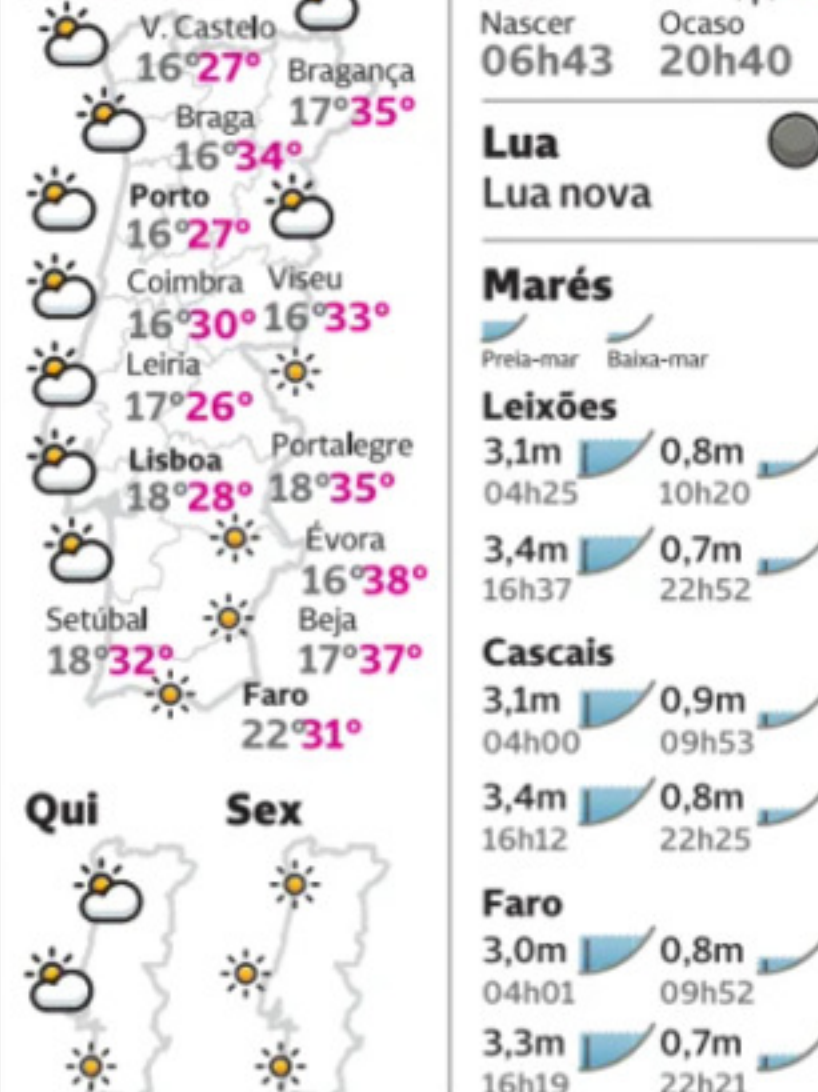 V. Castelo
16° 27°
Bragança
17° 35°
Braga
16° 34°
Porto
16° 27°
Coimbra
16° 30°
Viseu
16° 33°
Leiria
17° 26°
Lisboa
18° 28°
Portalegre
18° 35°
Évora
16° 38°
Setúbal
18° 32°
Beja
17° 37°
Faro
22° 31°
Qui Sex
Nascer Ocaso
06h43 20h40
Lua
Lua nova
Marés
Preia-mar Baixa-mar
Leixões
3,1m 0,8m
04h25 10h20
3,4m 0,7m
16h37 22h52
Cascais
3,1m 0,9m
04h00 09h53
3,4m 0,8m
16h12 22h25
Faro
3,0m 0,8m
04h01 09h52
3,3m 0,7m
16h19 22h21